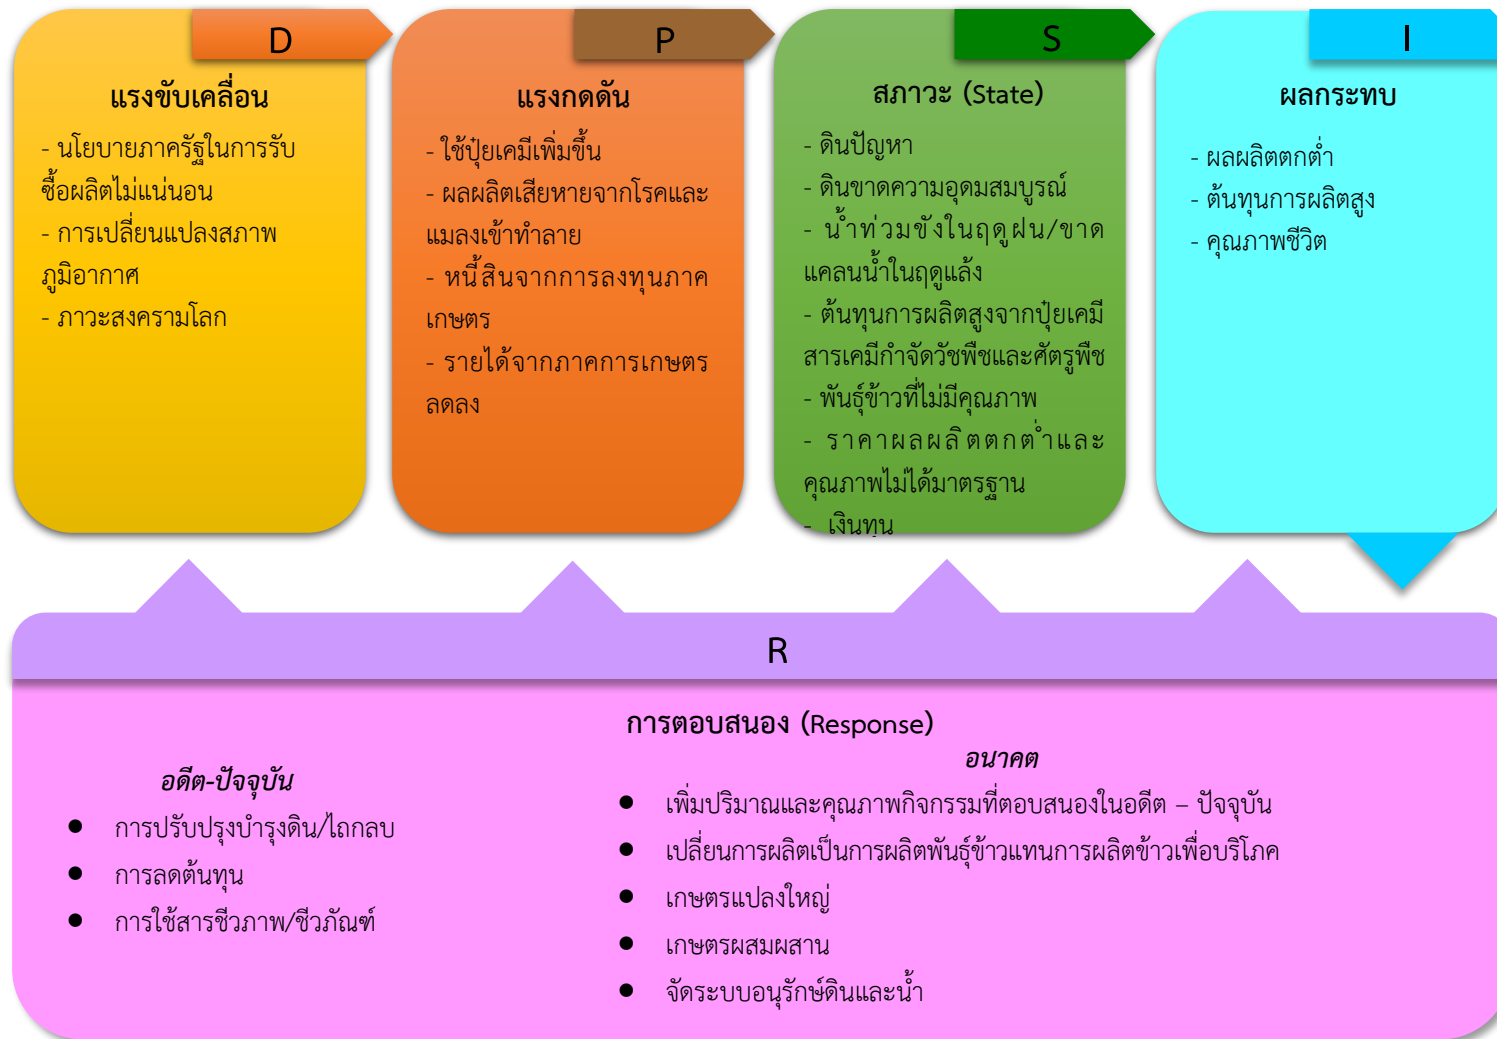 D
แรงขับเคลื่อน
- นโยบายภาครัฐในการรับ
ซื้อผลิตไม่แน่นอน
- การเปลี่ยนแปลงสภาพ
ภูมิอากาศ
- ภาวะสงครามโลก
P
แรงกดดัน
- ใช้ปุ๋ยเคมีเพิ่มขึ้น
- ผลผลิตเสียหายจากโรคและ
แมลงเข้าทำลาย
- หนี้สินจากการลงทุนภาค
เกษตร
- รายได้จากภาคการเกษตร
ลดลง
S
สภาวะ (State)
- ดินปัญหา
- ดินขาดความอุดมสมบูรณ์
- น้ำท่วมขังในฤดูฝน/ขาด
แคลนน้ำในฤดูแล้ง
- ต้นทุนการผลิตสูงจากปุ๋ยเคมี
สารเคมีกำจัดวัชพืชและศัตรูพืช
- พันธุ์ข้าวที่ไม่มีคุณภาพ
- ราคาผลผลิตตกต่ำและ
คุณภาพไม่ได้มาตรฐาน
- เงินทุน
I
ผลกระทบ
- ผลผลิตตกต่ำ
- ต้นทุนการผลิตสูง
- คุณภาพชีวิต
R
การตอบสนอง (Response)
อดีต-ปัจจุบัน
● การปรับปรุงบำรุงดิน/ไถกลบ
● การลดต้นทุน
● การใช้สารชีวภาพ/ชีวภัณฑ์
อนาคต
● เพิ่มปริมาณและคุณภาพกิจกรรมที่ตอบสนองในอดีต – ปัจจุบัน
● เปลี่ยนการผลิตเป็นการผลิตพันธุ์ข้าวแทนการผลิตข้าวเพื่อบริโภค
● เกษตรแปลงใหญ่
● เกษตรผสมผสาน
● จัดระบบอนุรักษ์ดินและน้ำ